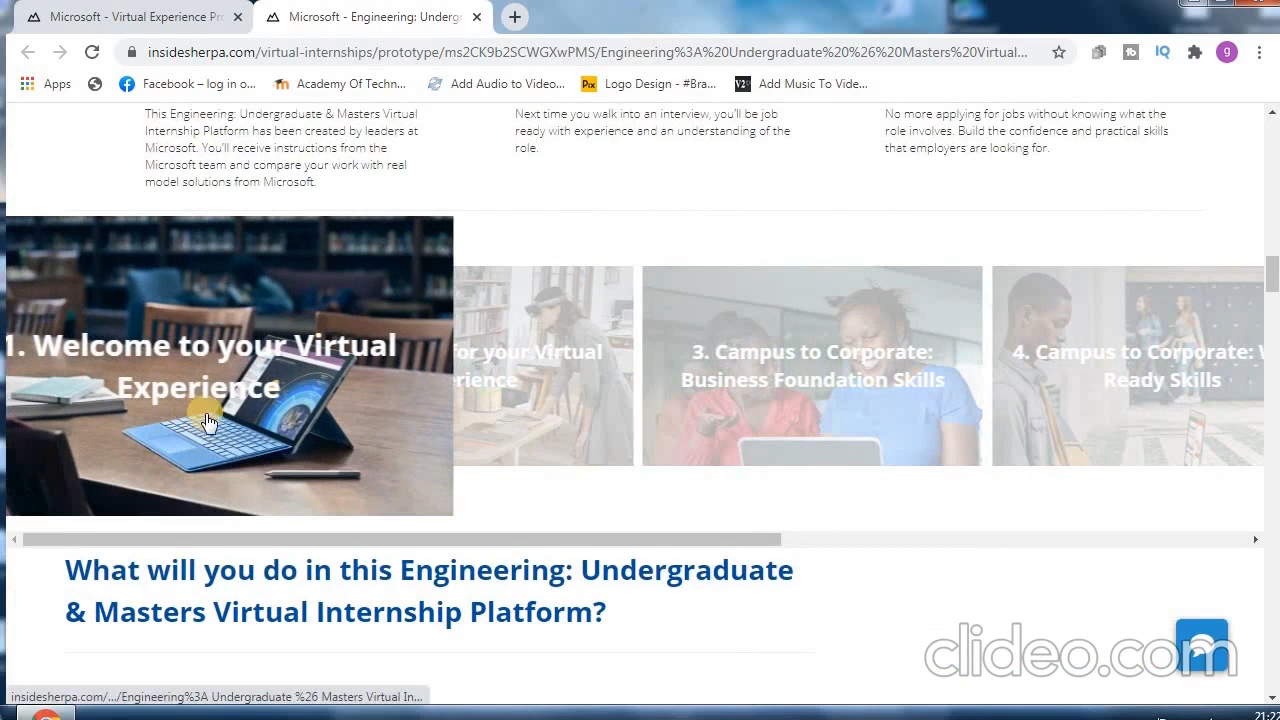 Microsoft - Virtual Experience Pr
Microsoft - Engineering: Underg
insidesherpa.com/virtual-internships/prototype/ms2CK9b2SCWGXwPMS/Engineering%3A%20Undergraduate%20%26%20Masters%20Virtual...
g
Apps
Facebook – log in o...
Academy Of Techn...
Add Audio to Video...
Logo Design - #Bra...
Add Music To Vide...
This Engineering: Undergraduate & Masters Virtual
Internship Platform has been created by leaders at
Microsoft. You'll receive instructions from the
Microsoft team and compare your work with real
model solutions from Microsoft.
Next time you walk into an interview, you'll be job
ready with experience and an understanding of the
role.
No more applying for jobs without knowing what the
role involves. Build the confidence and practical skills
that employers are looking for.
1. Welcome to your Virtual
Experience
for your Virtual
erience
3. Campus to Corporate:
Business Foundation Skills
4. Campus to Corporate: W
Ready Skills
What will you do in this Engineering: Undergraduate
& Masters Virtual Internship Platform?
clideo.com
insidesherpa.com/.../Engineering%3A Undergraduate %26 Masters Virtual In...
21:22